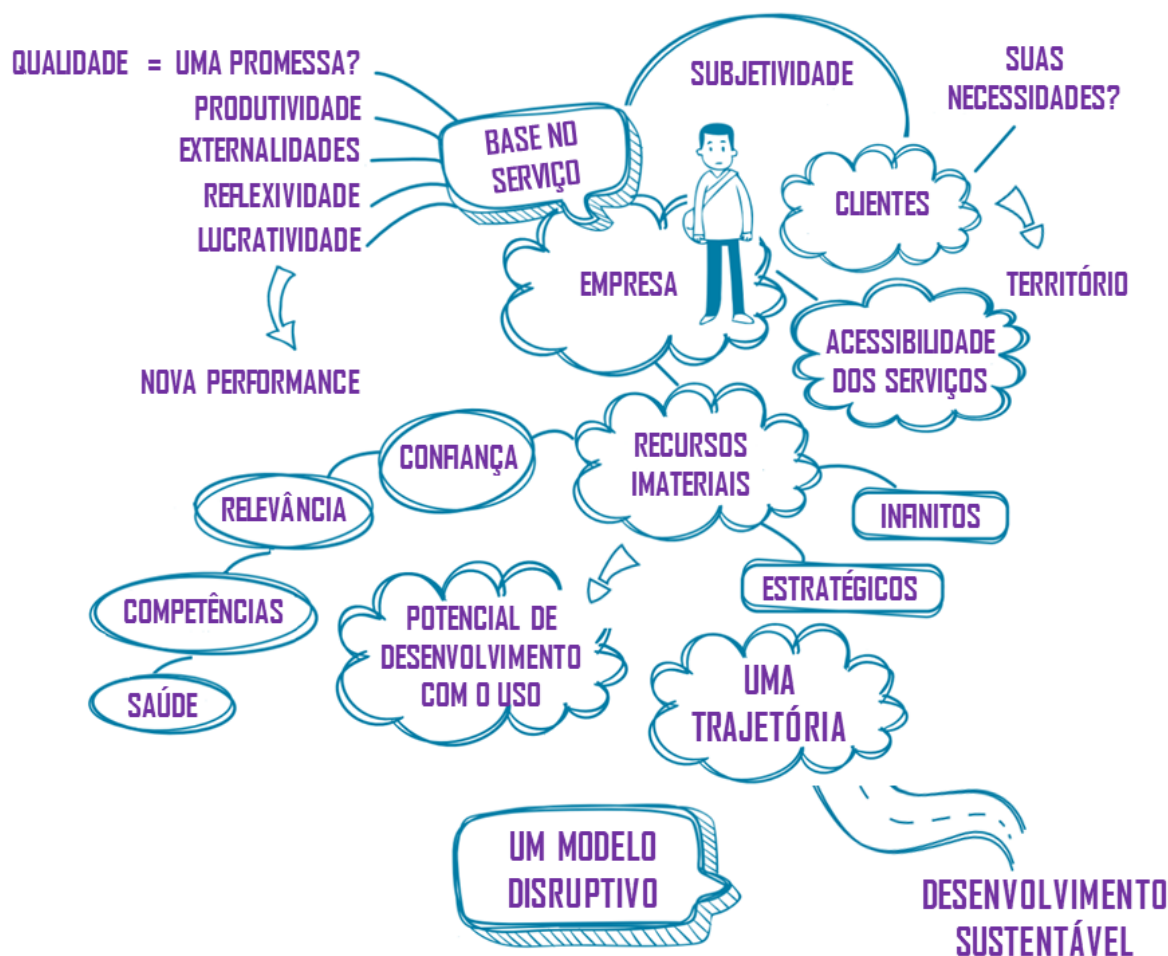 QUALIDADE = UMA PROMESSA?
PRODUTIVIDADE
EXTERNALIDADES
REFLEXIVIDADE
LUCRATIVIDADE
NOVA PERFORMANCE
BASE NO
SERVIÇO
SUBJETIVIDADE
SUAS
NECESSIDADES?
CLIENTES
TERRITÓRIO
EMPRESA
ACESSIBILIDADE
DOS SERVIÇOS
RECURSOS
IMATERIAIS
CONFIANÇA
RELEVÂNCIA
COMPETÊNCIAS
SAÚDE
INFINITOS
ESTRATÉGICOS
POTENCIAL DE
DESENVOLVIMENTO
COM O USO
UMA
TRAJETÓRIA
UM MODELO
DISRUPTIVO
DESENVOLVIMENTO
SUSTENTÁVEL